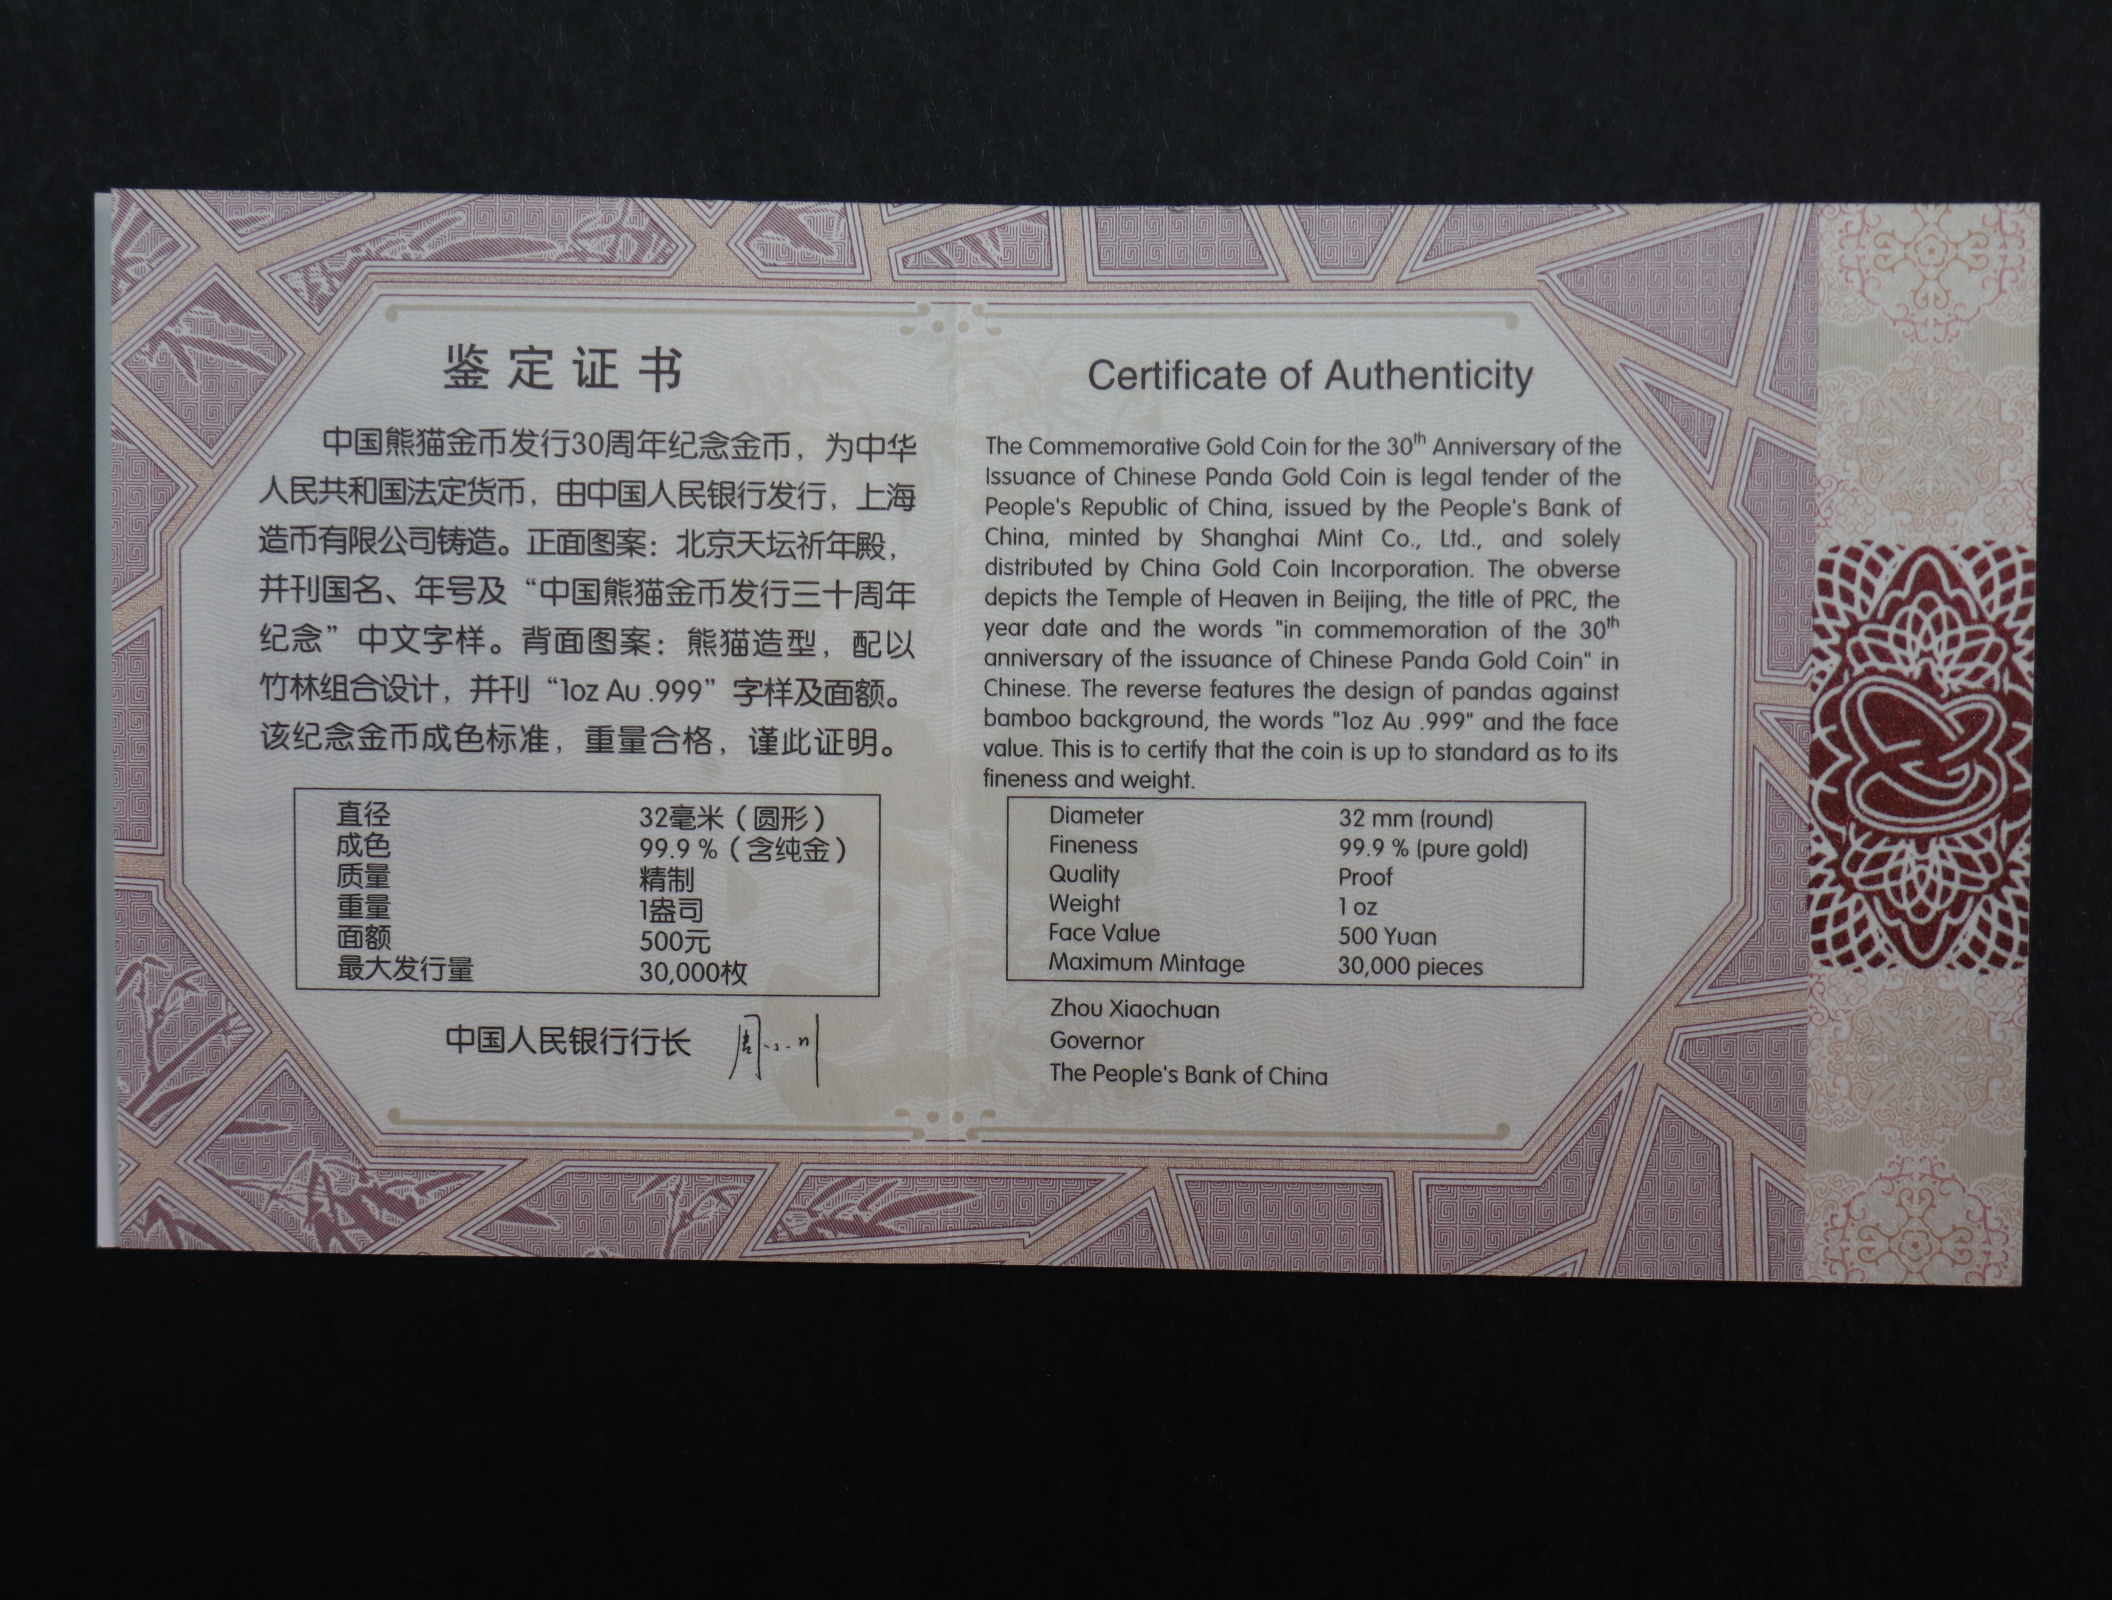 鉴定证书
中国熊猫金币发行30周年纪念金币，为中华
人民共和国法定货币，由中国人民银行发行，上海
造币有限公司铸造。正面图案：北京天坛祈年殿，
并刊国名、年号及“中国熊猫金币发行三十周年
纪念”中文字样。背面图案：熊猫造型，配以
竹林组合设计，并刊“1oz Au .999”字样及面额。
该纪念金币成色标准，重量合格，谨此证明。
直径 32毫米（圆形）
成色 99.9 %（含纯金）
质量 精制
重量 1盎司
面额 500元
最大发行量 30,000枚
中国人民银行行长 周小川
Certificate of Authenticity
The Commemorative Gold Coin for the 30th Anniversary of the
Issuance of Chinese Panda Gold Coin is legal tender of the
People's Republic of China, issued by the People's Bank of
China, minted by Shanghai Mint Co., Ltd., and solely
distributed by China Gold Coin Incorporation. The obverse
depicts the Temple of Heaven in Beijing, the title of PRC, the
year date and the words "in commemoration of the 30th
anniversary of the issuance of Chinese Panda Gold Coin" in
Chinese. The reverse features the design of pandas against
bamboo background, the words "1oz Au .999" and the face
value. This is to certify that the coin is up to standard as to its
fineness and weight.
Diameter 32 mm (round)
Fineness 99.9 % (pure gold)
Quality Proof
Weight 1 oz
Face Value 500 Yuan
Maximum Mintage 30,000 pieces
Zhou Xiaochuan
Governor
The People's Bank of China